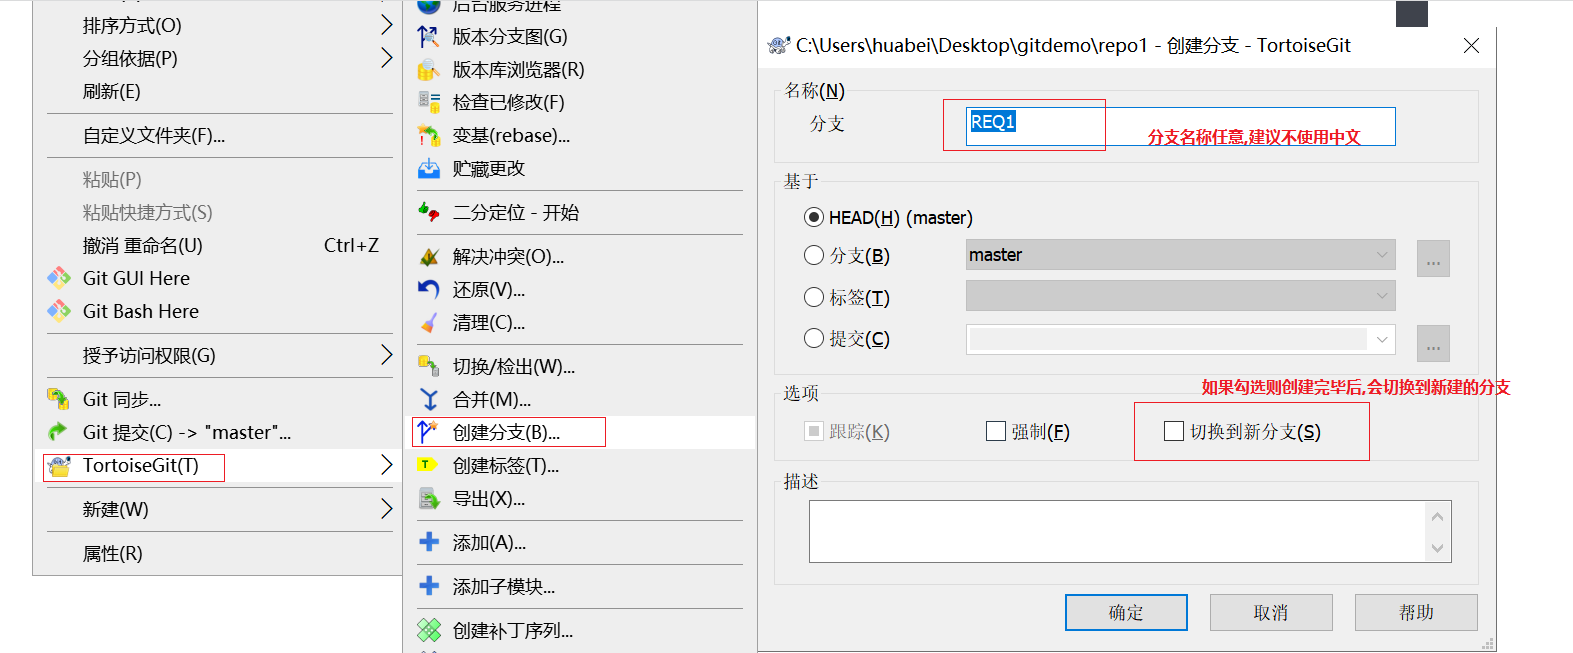 排序方式(O)
分组依据(P)
刷新(E)
自定义文件夹(F)...
粘贴(P)
粘贴快捷方式(S)
撤消 重命名(U) Ctrl+Z
Git GUI Here
Git Bash Here
授予访问权限(G)
Git 同步...
Git 提交(C) -> "master"...
TortoiseGit(T)
新建(W)
属性(R)
后台服务进程
版本分支图(G)
版本库浏览器(R)
检查已修改(F)
变基(rebase)...
贮藏更改
二分定位 - 开始
解决冲突(O)...
还原(V)...
清理(C)...
切换/检出(W)...
合并(M)...
创建分支(B)...
创建标签(T)...
导出(X)...
添加(A)...
添加子模块...
创建补丁序列...
C:\Users\huabei\Desktop\gitdemo\repo1 - 创建分支 - TortoiseGit
名称(N)
分支 REQ1
分支名称任意,建议不使用中文
基于
HEAD(H) (master)
分支(B) master ...
标签(T)
提交(C) ...
如果勾选则创建完毕后,会切换到新建的分支
选项
跟踪(K) 强制(F) 切换到新分支(S)
描述
确定 取消 帮助